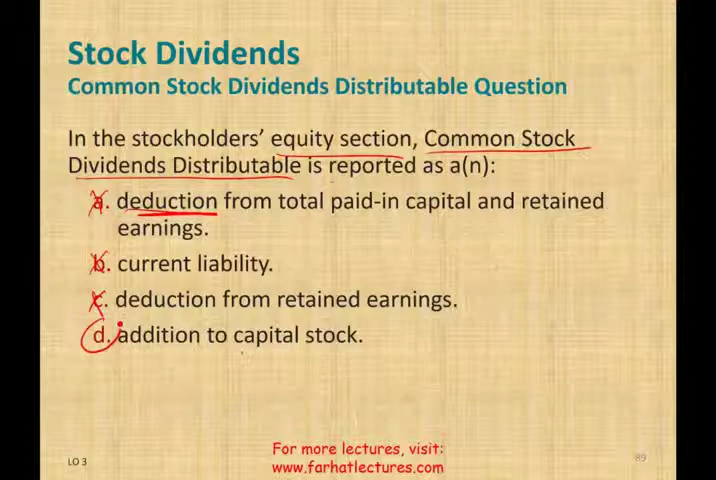 Stock Dividends
Common Stock Dividends Distributable Question
In the stockholders' equity section, Common Stock
Dividends Distributable is reported as a(n):
a. deduction from total paid-in capital and retained
earnings.
b. current liability.
c. deduction from retained earnings.
d. addition to capital stock.
For more lectures, visit:
www.farhatlectures.com
LO 3
89